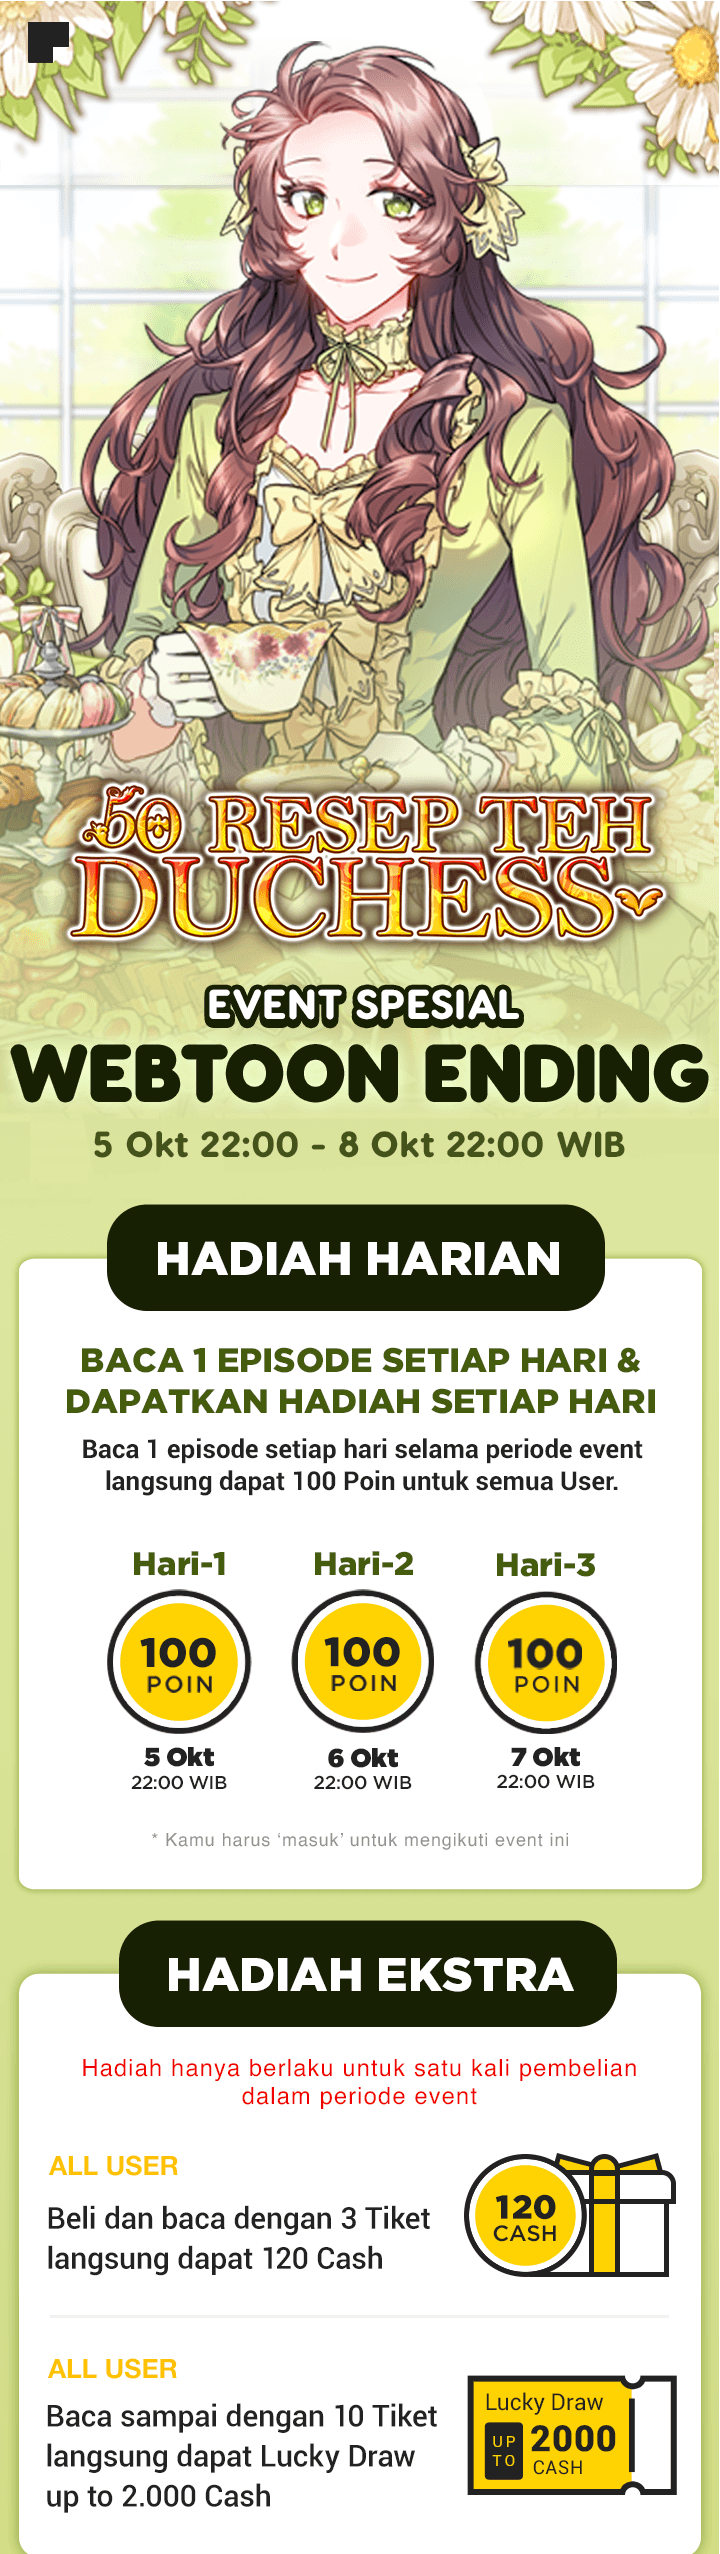 50 RESEP TEH
DUCHESS
EVENT SPESIAL
WEBTOON ENDING
5 Okt 22:00 - 8 Okt 22:00 WIB
HADIAH HARIAN
BACA 1 EPISODE SETIAP HARI &
DAPATKAN HADIAH SETIAP HARI
Baca 1 episode setiap hari selama periode event
langsung dapat 100 Poin untuk semua User.
Hari-1 Hari-2 Hari-3
100 100 100
POIN POIN POIN
5 Okt 6 Okt 7 Okt
22:00 WIB 22:00 WIB 22:00 WIB
* Kamu harus ‘masuk’ untuk mengikuti event ini
HADIAH EKSTRA
Hadiah hanya berlaku untuk satu kali pembelian
dalam periode event
ALL USER
Beli dan baca dengan 3 Tiket
langsung dapat 120 Cash
120
CASH
ALL USER
Baca sampai dengan 10 Tiket
langsung dapat Lucky Draw
up to 2.000 Cash
Lucky Draw
UP TO
2000
CASH